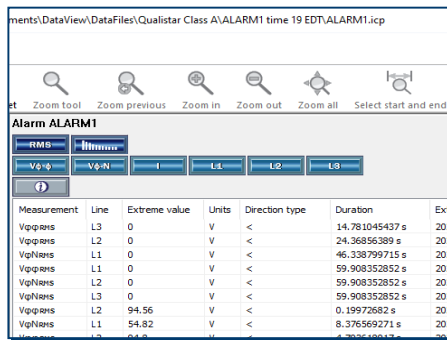 ments\DataView\DataFiles\Qualistar Class A\ALARM1 time 19 EDT\ALARM1.icp
et Zoom tool Zoom previous Zoom in Zoom out Zoom all Select start and end
Alarm ALARM1
RMS
Vφ-φ Vφ-N I L1 L2 L3
Measurement Line Extreme value Units Direction type Duration Ext
VφφRMS L3 0 V < 14.781045437 s 20
VφφRMS L2 0 V < 24.36856389 s 20
VφNRMS L1 0 V < 46.338799715 s 20
VφφRMS L1 0 V < 59.908352852 s 20
VφNRMS L2 0 V < 59.908352852 s 20
VφNRMS L3 0 V < 59.908352852 s 20
VφφRMS L2 94.56 V < 0.19972682 s 20
VφNRMS L1 54.82 V < 8.376569271 s 20